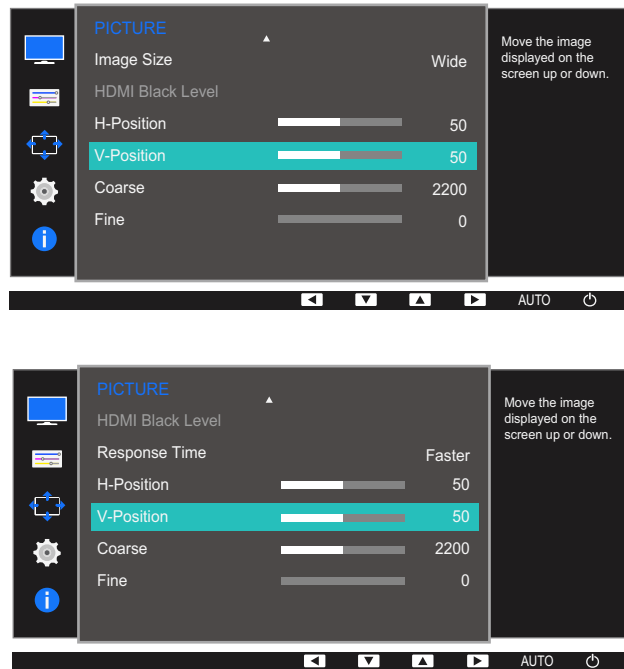 PICTURE
Image Size Wide
HDMI Black Level
H-Position 50
V-Position 50
Coarse 2200
Fine 0
Move the image
displayed on the
screen up or down.
AUTO
PICTURE
HDMI Black Level
Response Time Faster
H-Position 50
V-Position 50
Coarse 2200
Fine 0
Move the image
displayed on the
screen up or down.
AUTO